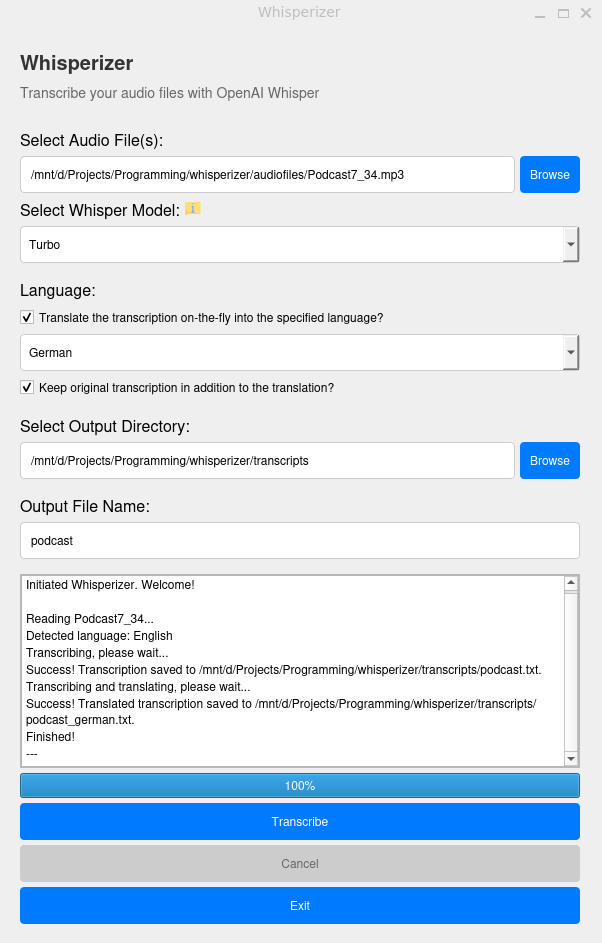 Whisperizer
Whisperizer
Transcribe your audio files with OpenAI Whisper
Select Audio File(s):
/mnt/d/Projects/Programming/whisperizer/audiofiles/Podcast7_34.mp3
Browse
Select Whisper Model:
Turbo
Language:
Translate the transcription on-the-fly into the specified language?
German
Keep original transcription in addition to the translation?
Select Output Directory:
/mnt/d/Projects/Programming/whisperizer/transcripts
Browse
Output File Name:
podcast
Initiated Whisperizer. Welcome!
Reading Podcast7_34...
Detected language: English
Transcribing, please wait...
Success! Transcription saved to /mnt/d/Projects/Programming/whisperizer/transcripts/podcast.txt.
Transcribing and translating, please wait...
Success! Translated transcription saved to /mnt/d/Projects/Programming/whisperizer/transcripts/
podcast_german.txt.
Finished!
---
100%
Transcribe
Cancel
Exit